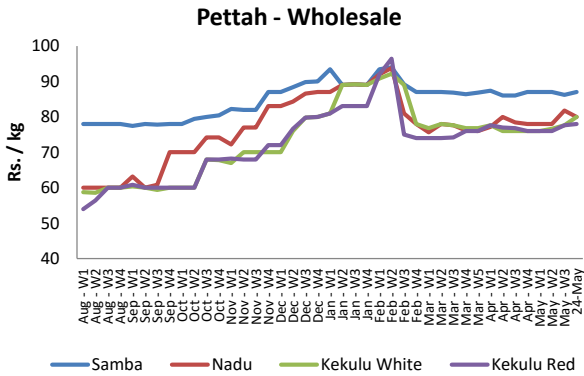 Pettah - Wholesale
Rs. / kg
100
90
80
70
60
50
40
Aug - W1
Aug - W2
Aug - W3
Aug - W4
Sep - W1
Sep - W2
Sep - W3
Sep - W4
Oct - W1
Oct - W2
Oct - W3
Oct - W4
Nov - W1
Nov - W2
Nov - W3
Nov - W4
Dec - W1
Dec - W2
Dec - W3
Dec - W4
Jan - W1
Jan - W2
Jan - W3
Jan - W4
Feb - W1
Feb - W2
Feb - W3
Feb - W4
Mar - W1
Mar - W2
Mar - W3
Mar - W4
Mar - W5
Apr - W1
Apr - W2
Apr - W3
Apr - W4
May - W1
May - W2
May - W3
24-May
Samba
Nadu
Kekulu White
Kekulu Red